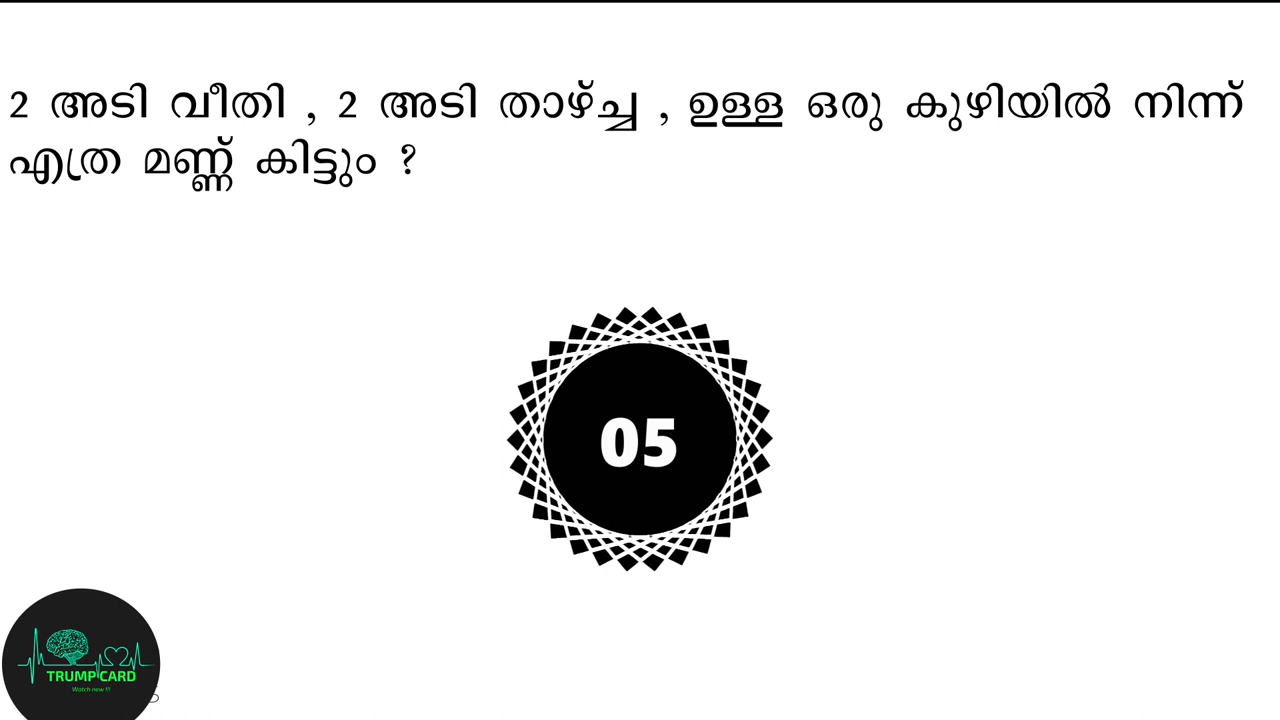 2 അടി വീതി , 2 അടി താഴ്ച്ച , ഉള്ള ഒരു കുഴിയിൽ നിന്ന്
എത്ര മണ്ണ് കിട്ടും ?
05
TRUMP CARD
Watch new !!!